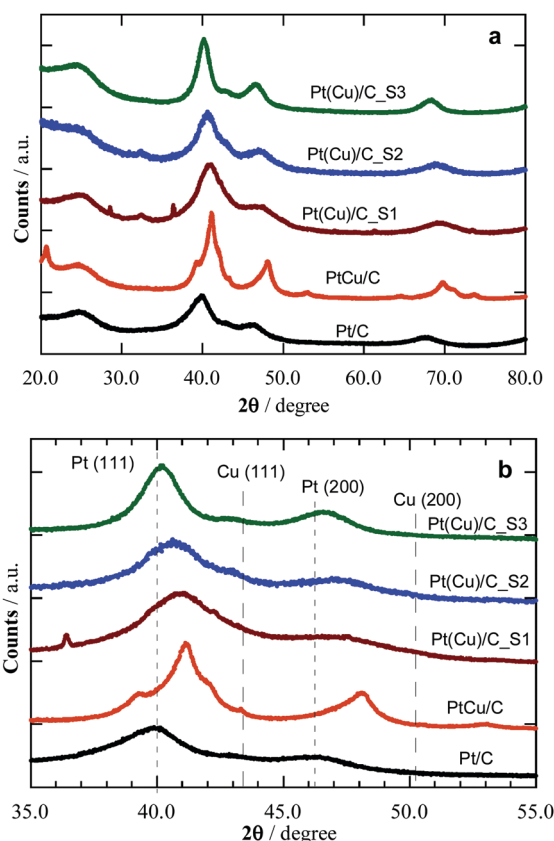 a
Pt(Cu)/C_S3
Pt(Cu)/C_S2
Pt(Cu)/C_S1
PtCu/C
Pt/C
Counts / a.u.
20.0 30.0 40.0 50.0 60.0 70.0 80.0
2θ / degree
b
Pt (111)
Cu (111)
Pt (200)
Cu (200)
Pt(Cu)/C_S3
Pt(Cu)/C_S2
Pt(Cu)/C_S1
PtCu/C
Pt/C
Counts / a.u.
35.0 40.0 45.0 50.0 55.0
2θ / degree